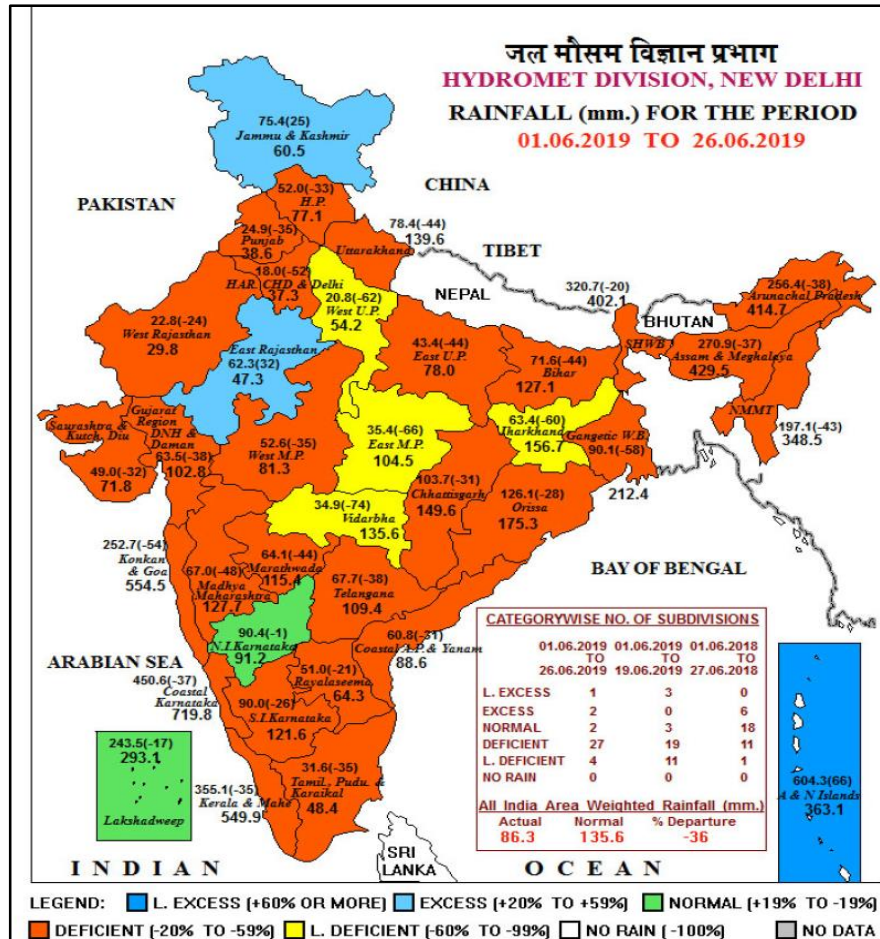 जल मौसम विज्ञान प्रभाग
HYDROMET DIVISION, NEW DELHI
RAINFALL (mm.) FOR THE PERIOD
01.06.2019 TO 26.06.2019
75.4(25)
Jammu & Kashmir
60.5
CHINA
PAKISTAN
52.0(-33)
H.P.
77.1
78.4(-44)
139.6
Uttarakhand
TIBET
24.9(-35)
Punjab
38.6
18.0(-52)
HAR. CHD & Delhi
37.3
20.8(-62)
West U.P.
54.2
NEPAL
320.7(-20)
402.1
BHUTAN
256.4(-38)
Arunachal Pradesh
414.7
22.8(-24)
West Rajasthan
29.8
East Rajasthan
62.3(32)
47.3
43.4(-44)
East U.P.
78.0
71.6(-44)
Bihar
127.1
SHWB
270.9(-37)
Assam & Meghalaya
429.5
NMMT
197.1(-43)
348.5
Saurashtra &
Kutch, Diu
49.0(-32)
71.8
Gujarat
Region
DNH &
Daman
63.5(-38)
102.8
52.6(-35)
West M.P.
81.3
35.4(-66)
East M.P.
104.5
63.4(-60)
Jharkhand
156.7
Gangetic W.B.
90.1(-58)
212.4
103.7(-31)
Chhattisgarh
149.6
126.1(-28)
Orissa
175.3
34.9(-74)
Vidarbha
135.6
252.7(-54)
Konkan
& Goa
554.5
67.0(-48)
Madhya
Maharashtra
127.7
64.1(-44)
Marathwada
115.4
67.7(-38)
Telangana
109.4
BAY OF BENGAL
90.4(-1)
N.I.Karnataka
91.2
60.8(-31)
Coastal A.P.& Yanam
88.6
ARABIAN SEA
450.6(-37)
Coastal
Karnataka
719.8
51.0(-21)
Rayalaseema
64.3
90.0(-26)
S.I.Karnataka
121.6
243.5(-17)
293.1
Lakshadweep
355.1(-35)
Kerala & Mahe
549.9
31.6(-35)
Tamil., Pudu. &
Karaikal
48.4
604.3(66)
A & N Islands
363.1
CATEGORYWISE NO. OF SUBDIVISIONS
01.06.2019 01.06.2019 01.06.2018
TO TO TO
26.06.2019 19.06.2019 27.06.2018
L. EXCESS 1 3 0
EXCESS 2 0 6
NORMAL 2 3 18
DEFICIENT 27 19 11
L. DEFICIENT 4 11 1
NO RAIN 0 0 0
All India Area Weighted Rainfall (mm.)
Actual Normal % Departure
86.3 135.6 -36
SRI
LANKA
INDIAN OCEAN
LEGEND: L. EXCESS (+60% OR MORE) EXCESS (+20% TO +59%) NORMAL (+19% TO -19%)
DEFICIENT (-20% TO -59%) L. DEFICIENT (-60% TO -99%) NO RAIN (-100%) NO DATA